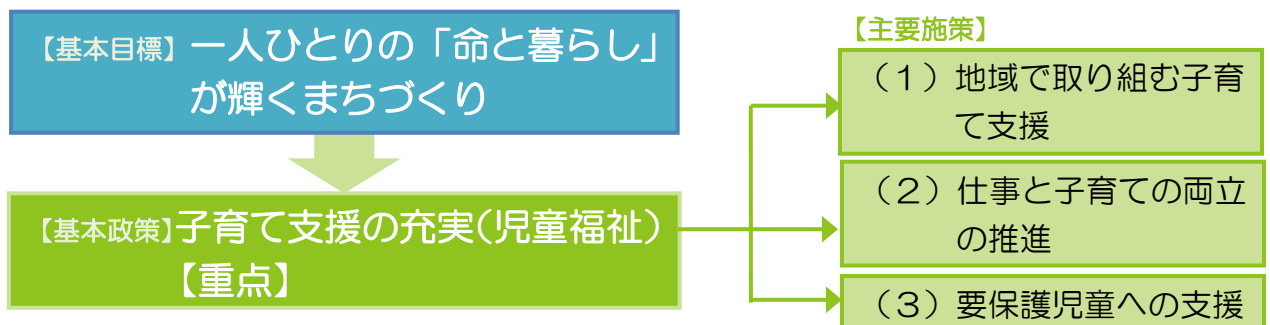 【基本目標】一人ひとりの「命と暮らし」
が輝くまちづくり
【基本政策】子育て支援の充実(児童福祉)
【重点】
【主要施策】
（１）地域で取り組む子育
て支援
（２）仕事と子育ての両立
の推進
（３）要保護児童への支援